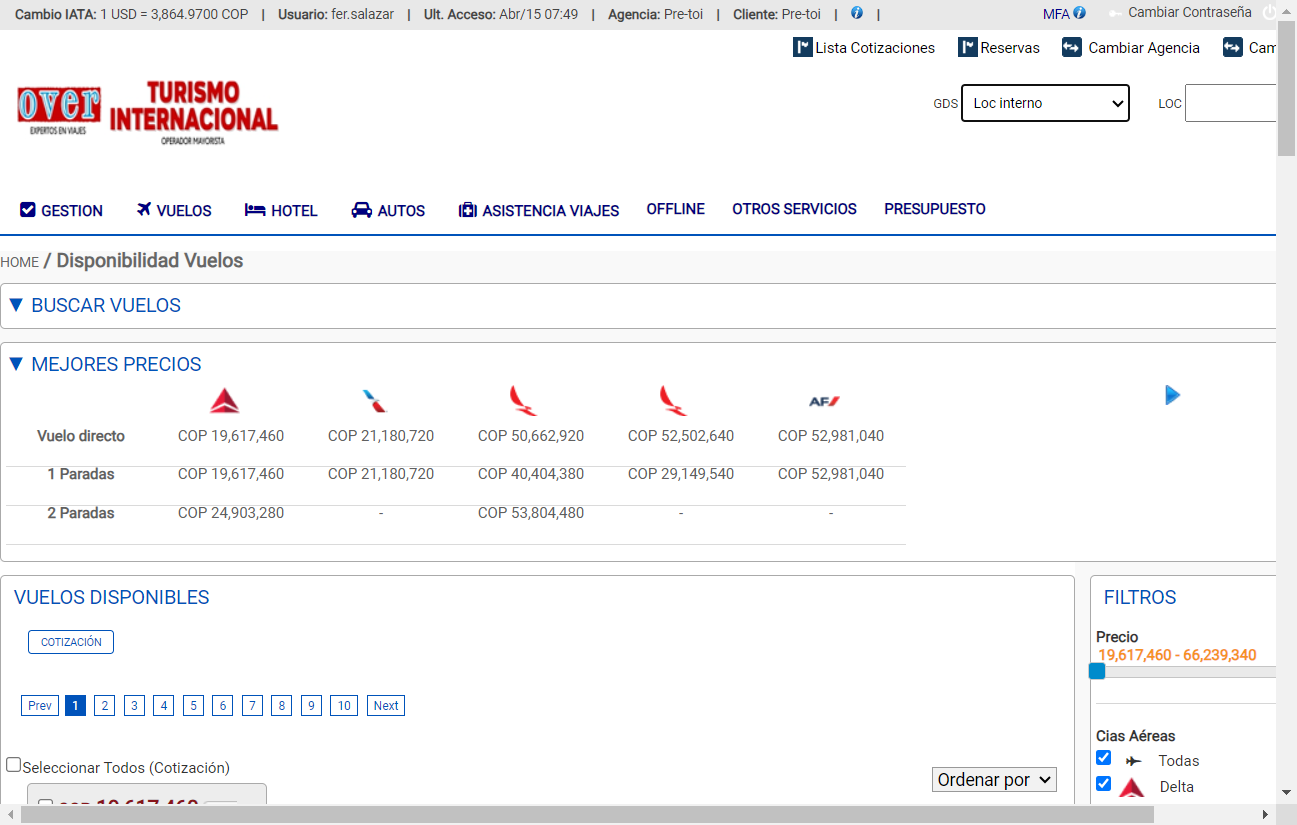 Cambio IATA: 1 USD = 3,864.9700 COP | Usuario: fer.salazar | Ult. Acceso: Abr/15 07:49 | Agencia: Pre-toi | Cliente: Pre-toi | i | MFA i Cambiar Contraseña
Lista Cotizaciones Reservas Cambiar Agencia Cam
over TURISMO INTERNACIONAL
EXPERTOS EN VIAJES OPERADOR MAYORISTA
GDS Loc interno LOC
GESTION VUELOS HOTEL AUTOS ASISTENCIA VIAJES OFFLINE OTROS SERVICIOS PRESUPUESTO
HOME / Disponibilidad Vuelos
▼ BUSCAR VUELOS
▼ MEJORES PRECIOS
AF
Vuelo directo COP 19,617,460 COP 21,180,720 COP 50,662,920 COP 52,502,640 COP 52,981,040
1 Paradas COP 19,617,460 COP 21,180,720 COP 40,404,380 COP 29,149,540 COP 52,981,040
2 Paradas COP 24,903,280 - COP 53,804,480 - -
VUELOS DISPONIBLES
COTIZACIÓN
Prev 1 2 3 4 5 6 7 8 9 10 Next
Seleccionar Todos (Cotización)
Ordenar por
COP 19,617,460
FILTROS
Precio
19,617,460 - 66,239,340
Cias Aéreas
Todas
Delta